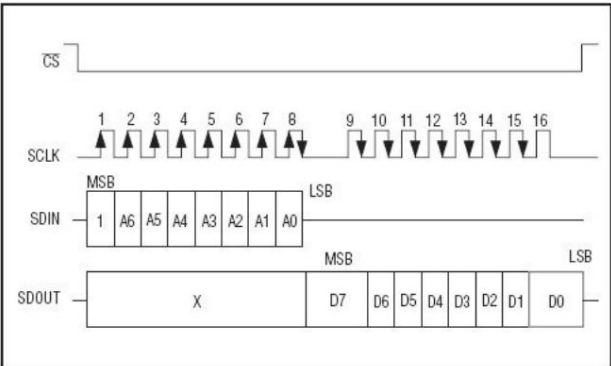 CS
1 2 3 4 5 6 7 8 9 10 11 12 13 14 15 16
SCLK
MSB LSB
SDIN 1 A6 A5 A4 A3 A2 A1 A0
MSB LSB
SDOUT X D7 D6 D5 D4 D3 D2 D1 D0